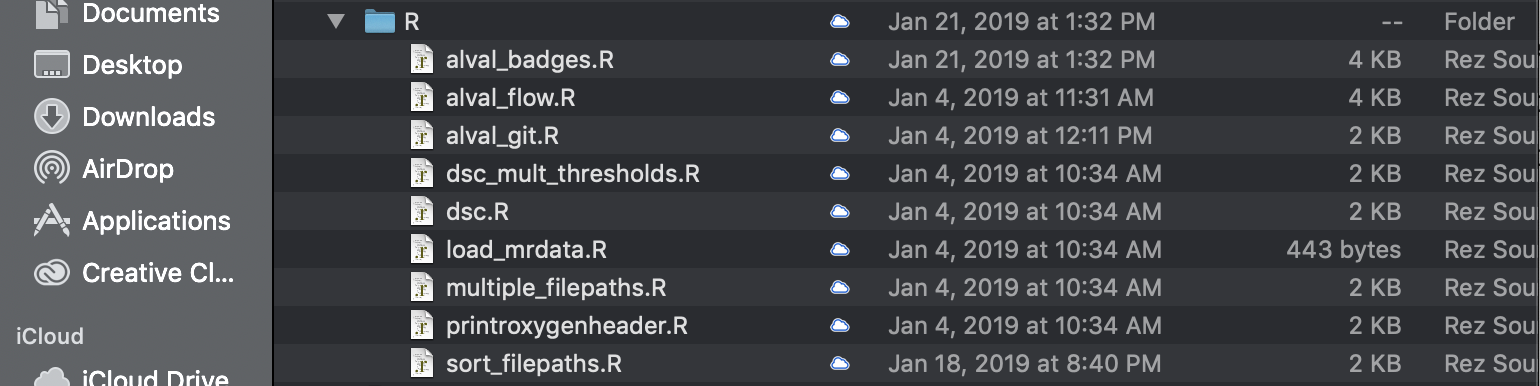 Documents
Desktop
Downloads
AirDrop
Applications
Creative Cl...
iCloud
iCloud Drive
R Jan 21, 2019 at 1:32 PM -- Folder
alval_badges.R Jan 21, 2019 at 1:32 PM 4 KB Rez Sou
alval_flow.R Jan 4, 2019 at 11:31 AM 4 KB Rez Sou
alval_git.R Jan 4, 2019 at 12:11 PM 2 KB Rez Sou
dsc_mult_thresholds.R Jan 4, 2019 at 10:34 AM 2 KB Rez Sou
dsc.R Jan 4, 2019 at 10:34 AM 2 KB Rez Sou
load_mrdata.R Jan 4, 2019 at 10:34 AM 443 bytes Rez Sou
multiple_filepaths.R Jan 4, 2019 at 10:34 AM 2 KB Rez Sou
printroxygenheader.R Jan 4, 2019 at 10:34 AM 2 KB Rez Sou
sort_filepaths.R Jan 18, 2019 at 8:40 PM 2 KB Rez Sou